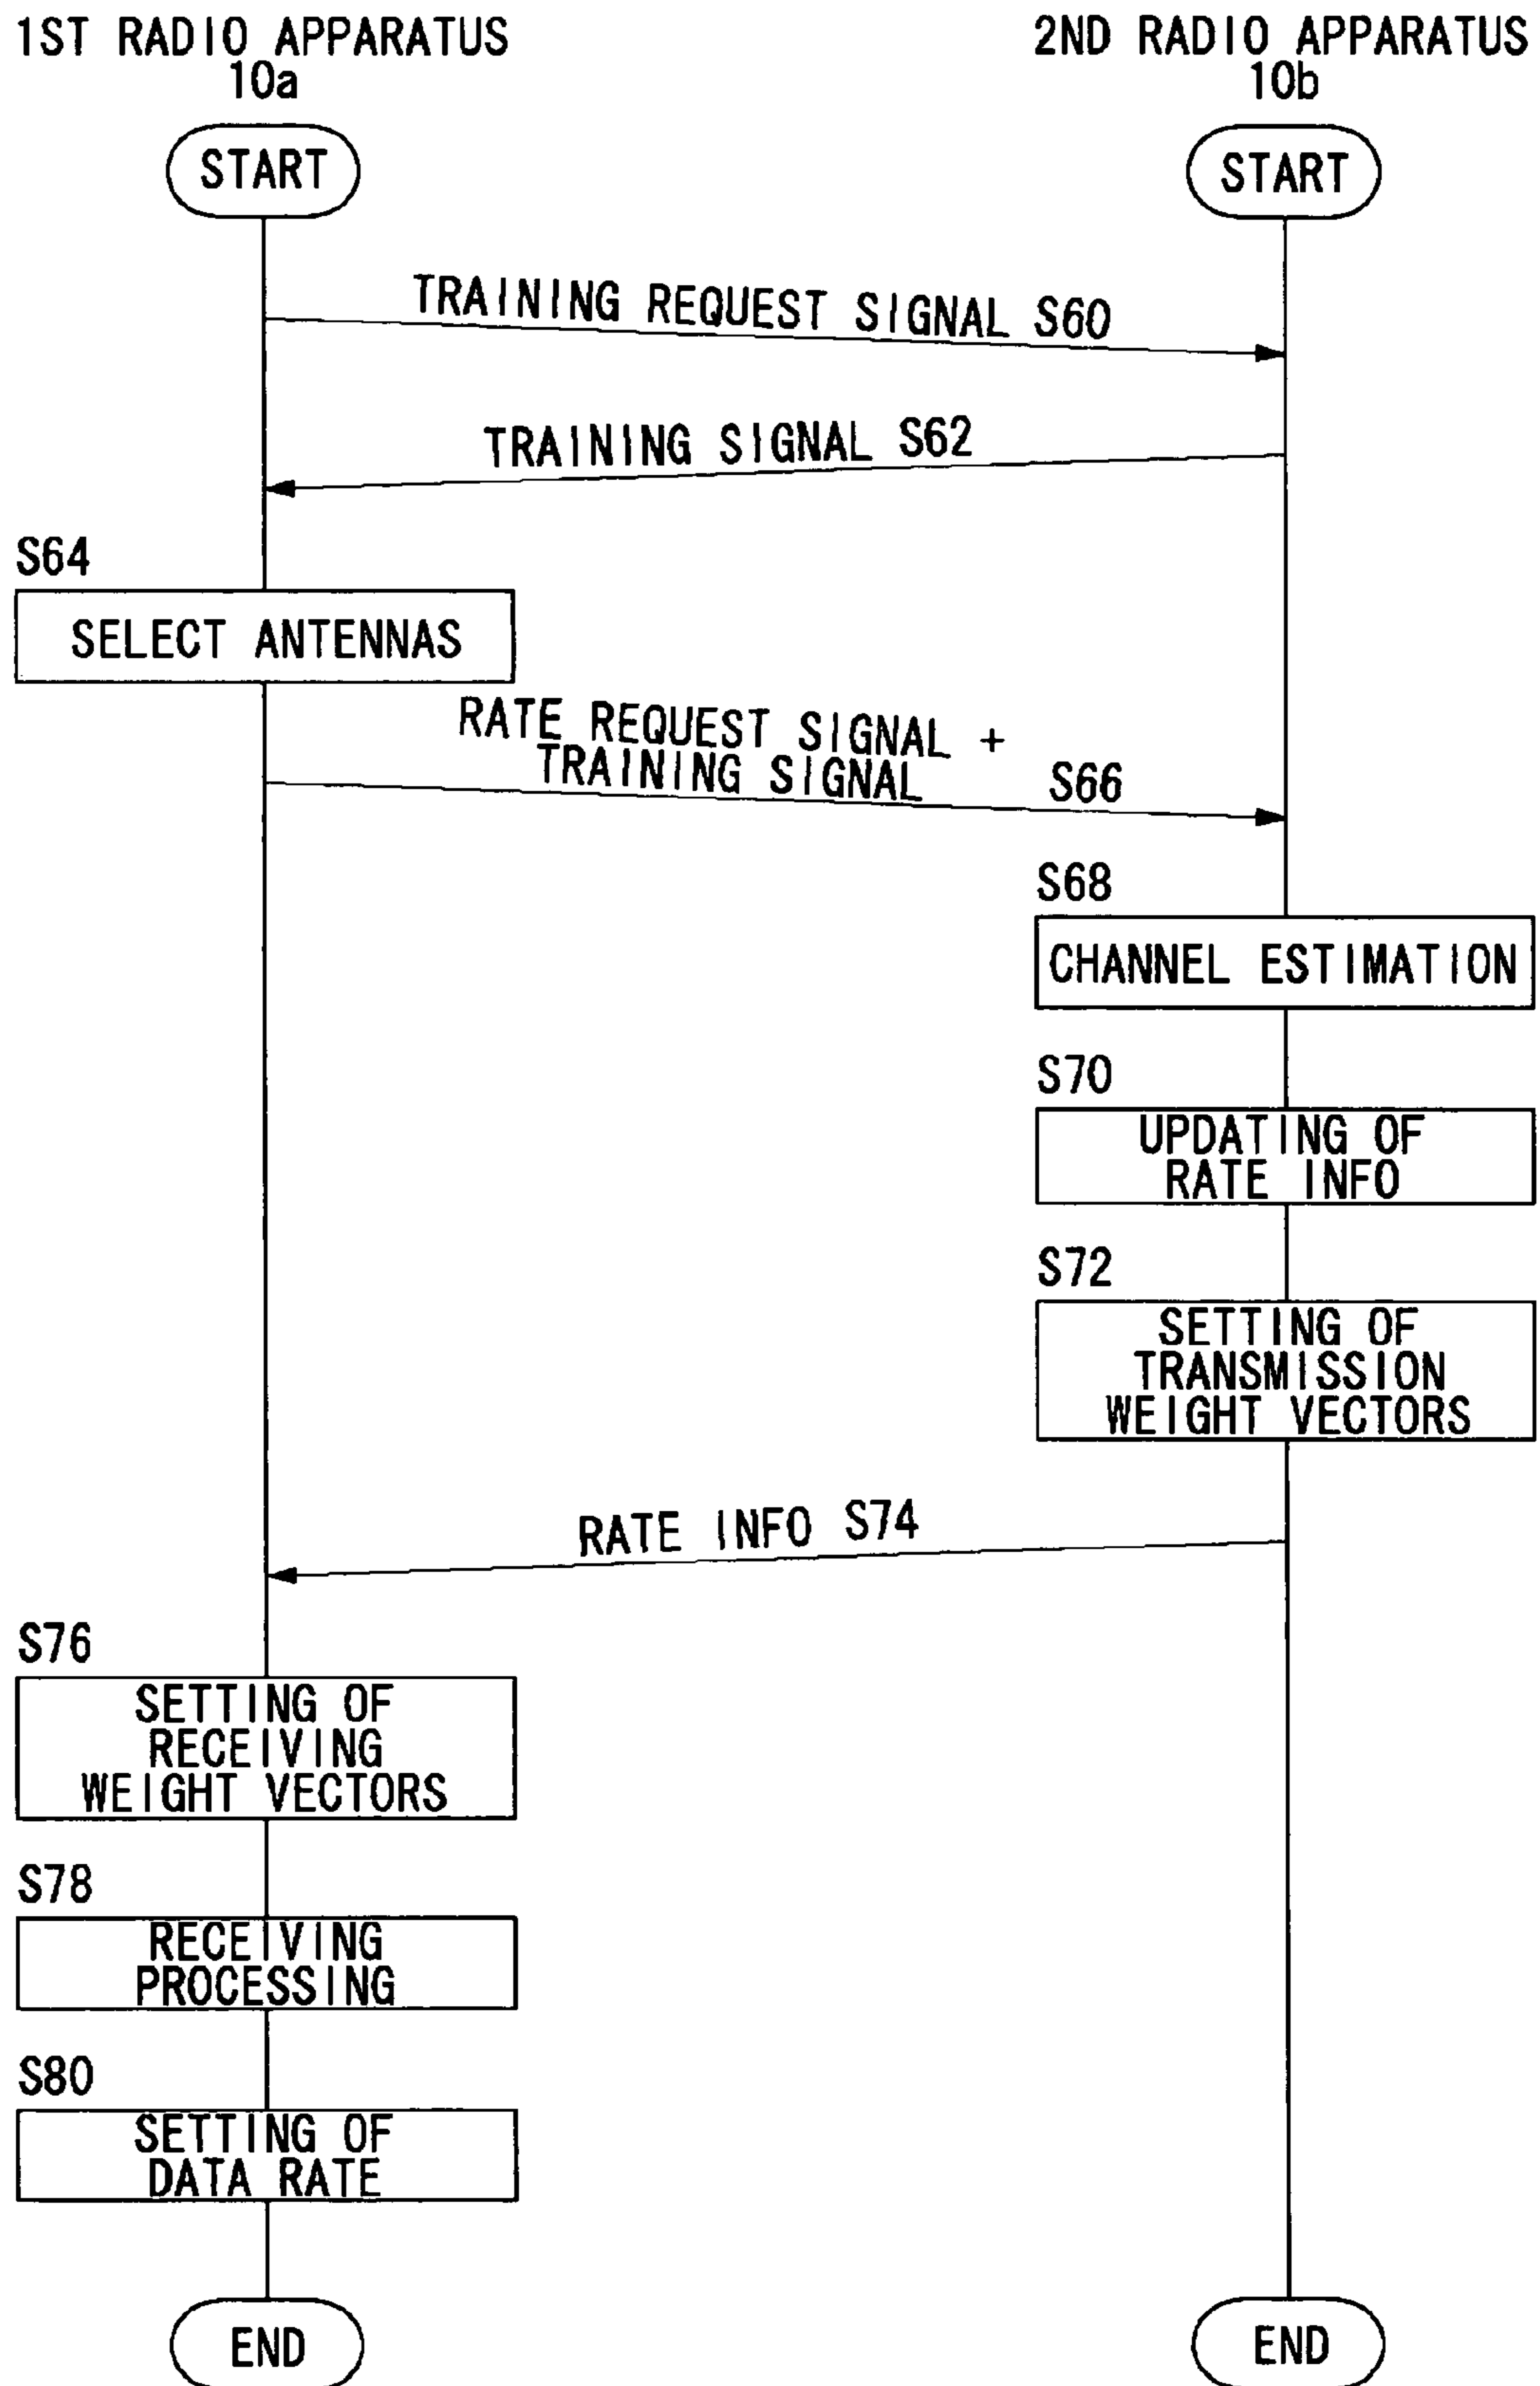 1ST RADIO APPARATUS
10a
2ND RADIO APPARATUS
10b
START
START
TRAINING REQUEST SIGNAL S60
TRAINING SIGNAL S62
S64
SELECT ANTENNAS
RATE REQUEST SIGNAL +
TRAINING SIGNAL S66
S68
CHANNEL ESTIMATION
S70
UPDATING OF
RATE INFO
S72
SETTING OF
TRANSMISSION
WEIGHT VECTORS
RATE INFO S74
S76
SETTING OF
RECEIVING
WEIGHT VECTORS
S78
RECEIVING
PROCESSING
S80
SETTING OF
DATA RATE
END
END